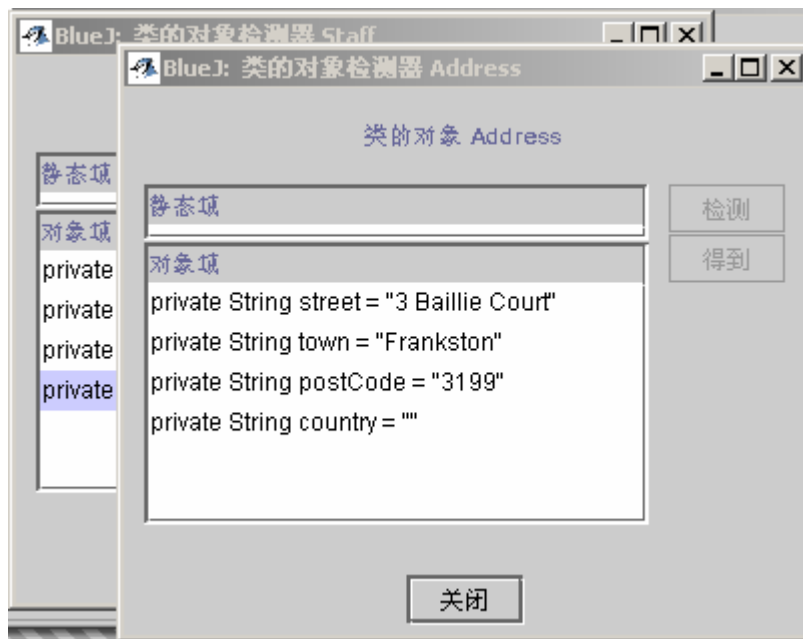 BlueJ: 类的对象检测器 Staff
BlueJ: 类的对象检测器 Address
类的对象 Address
静态域
静态域
检测
得到
对象域
对象域
private
private
private
private
private String street = "3 Baillie Court"
private String town = "Frankston"
private String postCode = "3199"
private String country = ""
关闭